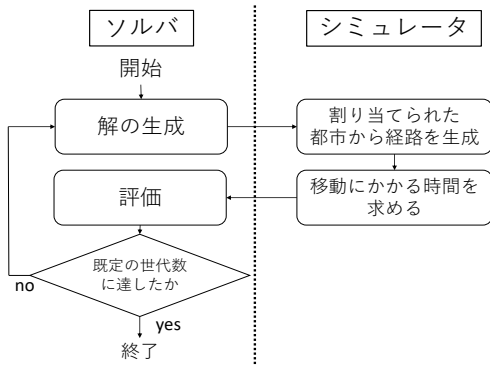 ソルバ
シミュレータ
開始
解の生成
割り当てられた
都市から経路を生成
移動にかかる時間を
求める
評価
既定の世代数
に達したか
no
yes
終了